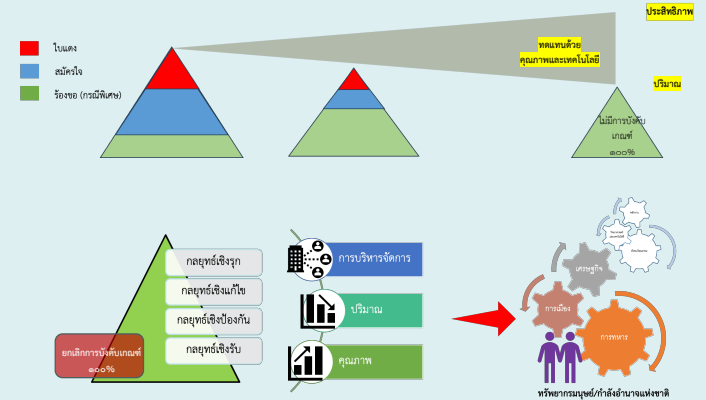 ประสิทธิภาพ
ใบแดง
ทดแทนด้วย
คุณภาพและเทคโนโลยี
สมัครใจ
ปริมาณ
ร้องขอ (กรณีพิเศษ)
ไม่มีการบังคับ
เกณฑ์
๑๐๐%
กลยุทธ์เชิงรุก
กลยุทธ์เชิงแก้ไข
กลยุทธ์เชิงป้องกัน
กลยุทธ์เชิงรับ
ยกเลิกการบังคับเกณฑ์
๑๐๐%
การบริหารจัดการ
ปริมาณ
คุณภาพ
เศรษฐกิจ
การเมือง
การทหาร
ทรัพยากรมนุษย์/กำลังอำนาจแห่งชาติ